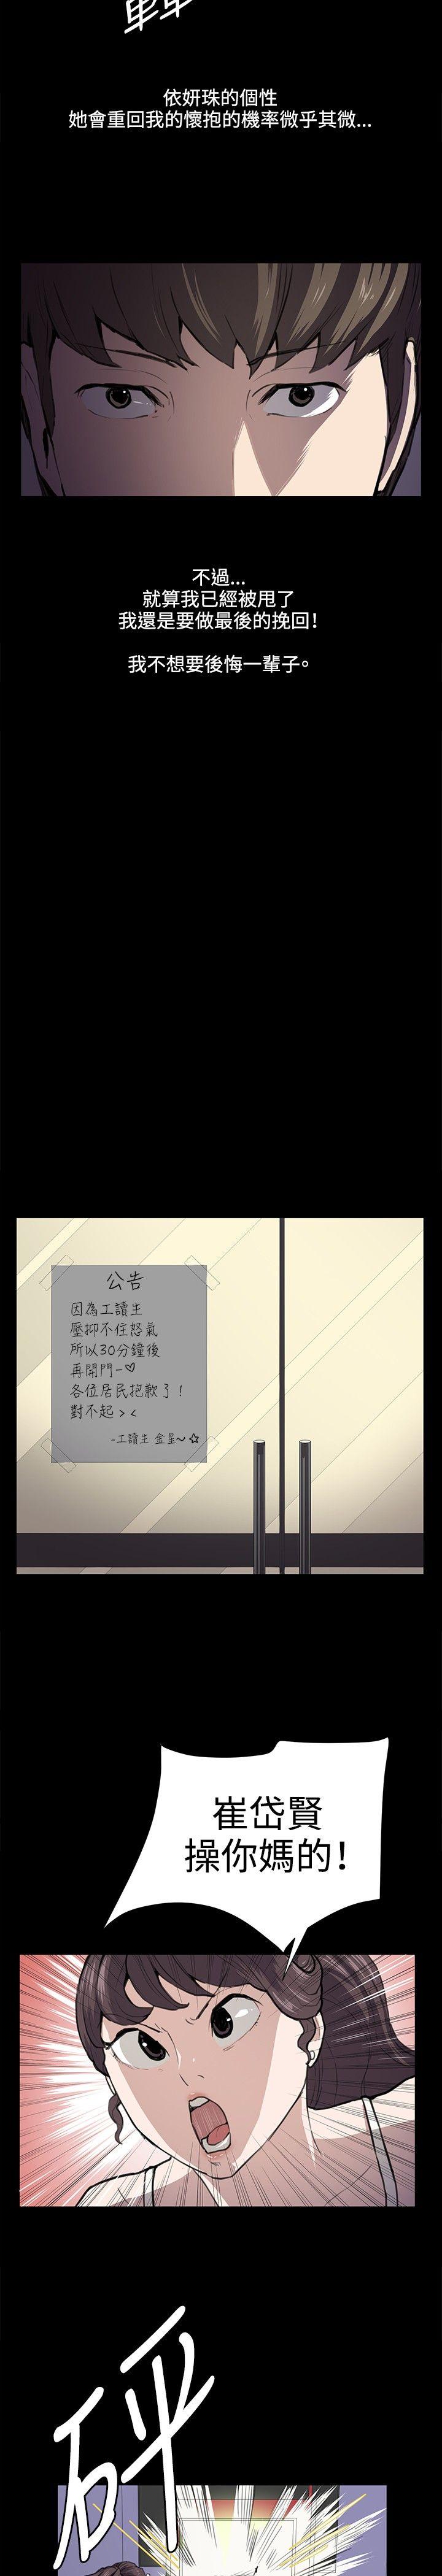 依妍珠的個性
她會重回我的懷抱的機率微乎其微...
不過...
就算我已經被甩了
我還是要做最後的挽回!
我不想要後悔一輩子。
公告
因為工讀生
壓抑不住怒氣
所以30分鐘後
再開門-♡
各位居民抱歉了!
對不起 > <
-工讀生 金星~☆
崔岱賢
操你媽的!
砰